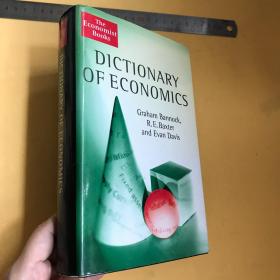 The
Economist
Books
DICTIONARY
OF ECONOMICS
Graham Bannock,
R.E. Baxter
and Evan Davis
DICTIONARY OF ECONOMICS